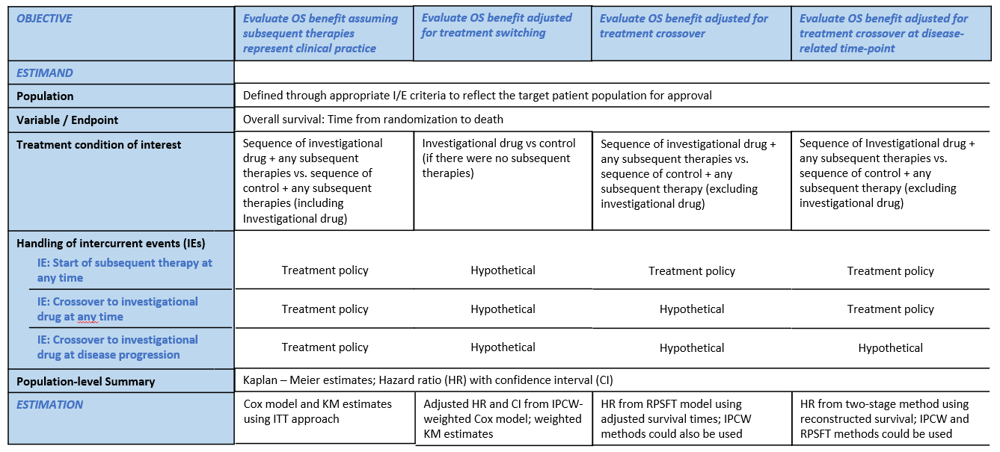 OBJECTIVE
Evaluate OS benefit assuming
subsequent therapies
represent clinical practice
Evaluate OS benefit adjusted
for treatment switching
Evaluate OS benefit adjusted for
treatment crossover
Evaluate OS benefit adjusted for
treatment crossover at disease-
related time-point
ESTIMAND
Population
Defined through appropriate I/E criteria to reflect the target patient population for approval
Variable / Endpoint
Overall survival: Time from randomization to death
Treatment condition of interest
Sequence of investigational
drug + any subsequent
therapies vs. sequence of
control + any subsequent
therapies (including
Investigational drug)
Investigational drug vs control
(if there were no subsequent
therapies)
Sequence of investigational drug +
any subsequent therapies vs.
sequence of control + any
subsequent therapy (excluding
investigational drug)
Sequence of Investigational drug +
any subsequent therapies vs.
sequence of control + any
subsequent therapy (excluding
investigational drug)
Handling of intercurrent events (IEs)
IE: Start of subsequent therapy at
any time
Treatment policy
Hypothetical
Treatment policy
Treatment policy
IE: Crossover to investigational
drug at any time
Treatment policy
Hypothetical
Hypothetical
Treatment policy
IE: Crossover to investigational
drug at disease progression
Treatment policy
Hypothetical
Hypothetical
Hypothetical
Population-level Summary
Kaplan – Meier estimates; Hazard ratio (HR) with confidence interval (CI)
ESTIMATION
Cox model and KM estimates
using ITT approach
Adjusted HR and CI from IPCW-
weighted Cox model; weighted
KM estimates
HR from RPSFT model using
adjusted survival times; IPCW
methods could also be used
HR from two-stage method using
reconstructed survival; IPCW and
RPSFT methods could be used